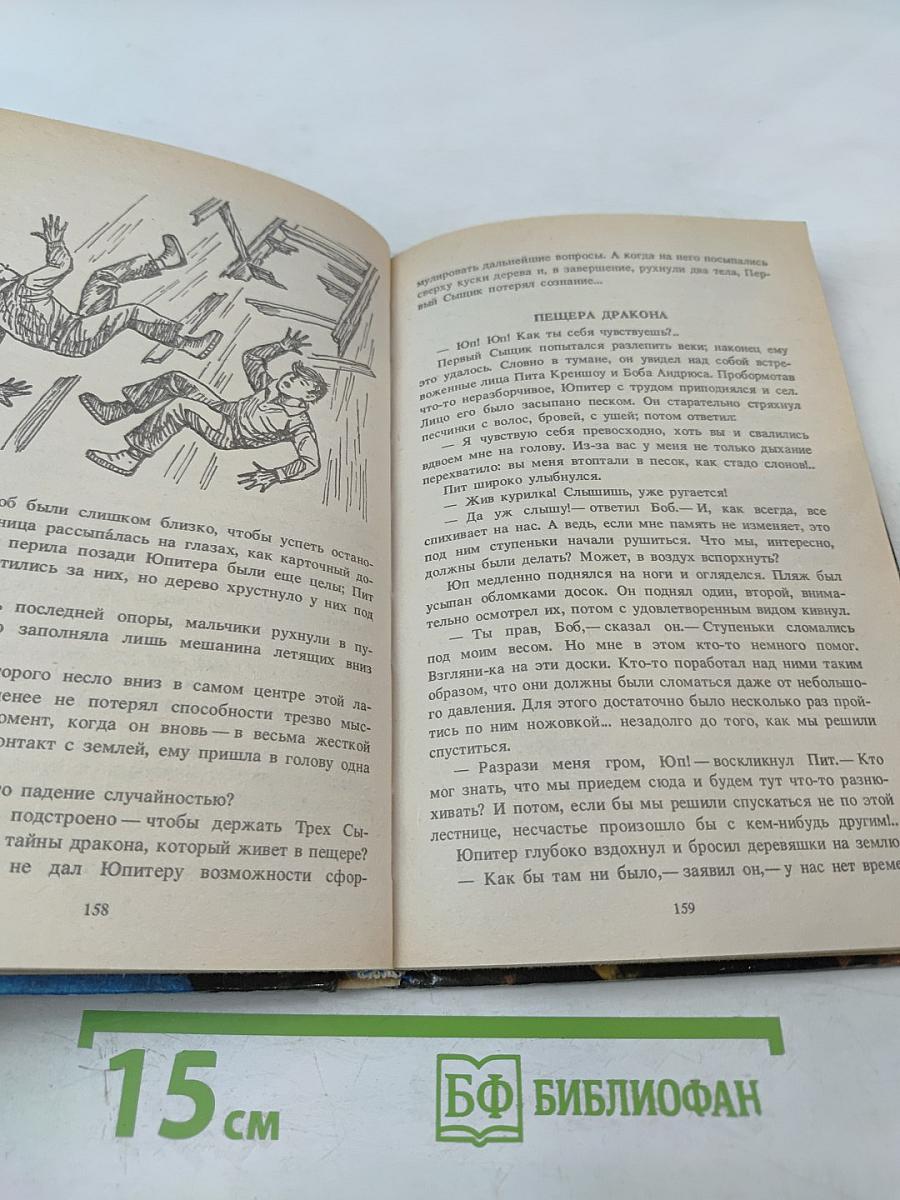 об были слишком близко, чтобы успеть остано-
ница рассыпа́лась на глазах, как карточный до-
перила позади Юпитера были еще целы; Пит
тились за них, но дерево хрустнуло у них под
последней опоры, мальчики рухнули в пу-
о заполняла лишь мешанина летящих вниз
торого несло вниз в самом центре этой ла-
менее не потерял способности трезво мыс-
омент, когда он вновь — в весьма жесткой
онтакт с землей, ему пришла в голову одна
о падение случайностью?
подстроено — чтобы держать Трех Сы-
тайны дракона, который живет в пещере?
не дал Юпитеру возможности сфор-
158
мулировать дальнейшие вопросы. А когда на него посыпались
сверху куски дерева и, в завершение, рухнули два тела, Пер-
вый Сыщик потерял сознание...
ПЕЩЕРА ДРАКОНА
— Юп! Юп! Как ты себя чувствуешь?..
Первый Сыщик попытался разлепить веки; наконец ему
это удалось. Словно в тумане, он увидел над собой встре-
воженные лица Пита Креншоу и Боба Андрюса. Пробормотав
что-то неразборчивое, Юпитер с трудом приподнялся и сел.
Лицо его было засыпано песком. Он старательно стряхнул
песчинки с волос, бровей, с ушей; потом ответил:
— Я чувствую себя превосходно, хоть вы и свалились
вдвоем мне на голову. Из-за вас у меня не только дыхание
перехватило: вы меня втоптали в песок, как стадо слонов!..
Пит широко улыбнулся.
— Жив курилка! Слышишь, уже ругается!
— Да уж слышу!— ответил Боб.— И, как всегда, все
спихивает на нас. А ведь, если мне память не изменяет, это
под ним ступеньки начали рушиться. Что мы, интересно,
должны были делать? Может, в воздух вспорхнуть?
Юп медленно поднялся на ноги и огляделся. Пляж был
усыпан обломками досок. Он поднял один, второй, внима-
тельно осмотрел их, потом с удовлетворенным видом кивнул.
— Ты прав, Боб,— сказал он.— Ступеньки сломались
под моим весом. Но мне в этом кто-то немного помог.
Взгляни-ка на эти доски. Кто-то поработал над ними таким
образом, что они должны были сломаться даже от небольшо-
го давления. Для этого достаточно было несколько раз прой-
тись по ним ножовкой... незадолго до того, как мы решили
спуститься.
— Разрази меня гром, Юп! — воскликнул Пит.— Кто
мог знать, что мы приедем сюда и будем тут что-то разню-
хивать? И потом, если бы мы решили спускаться не по этой
лестнице, несчастье произошло бы с кем-нибудь другим!..
Юпитер глубоко вздохнул и бросил деревяшки на землю
— Как бы там ни было,— заявил он,— у нас нет време
159
15 см
БФ БИБЛИОФАН